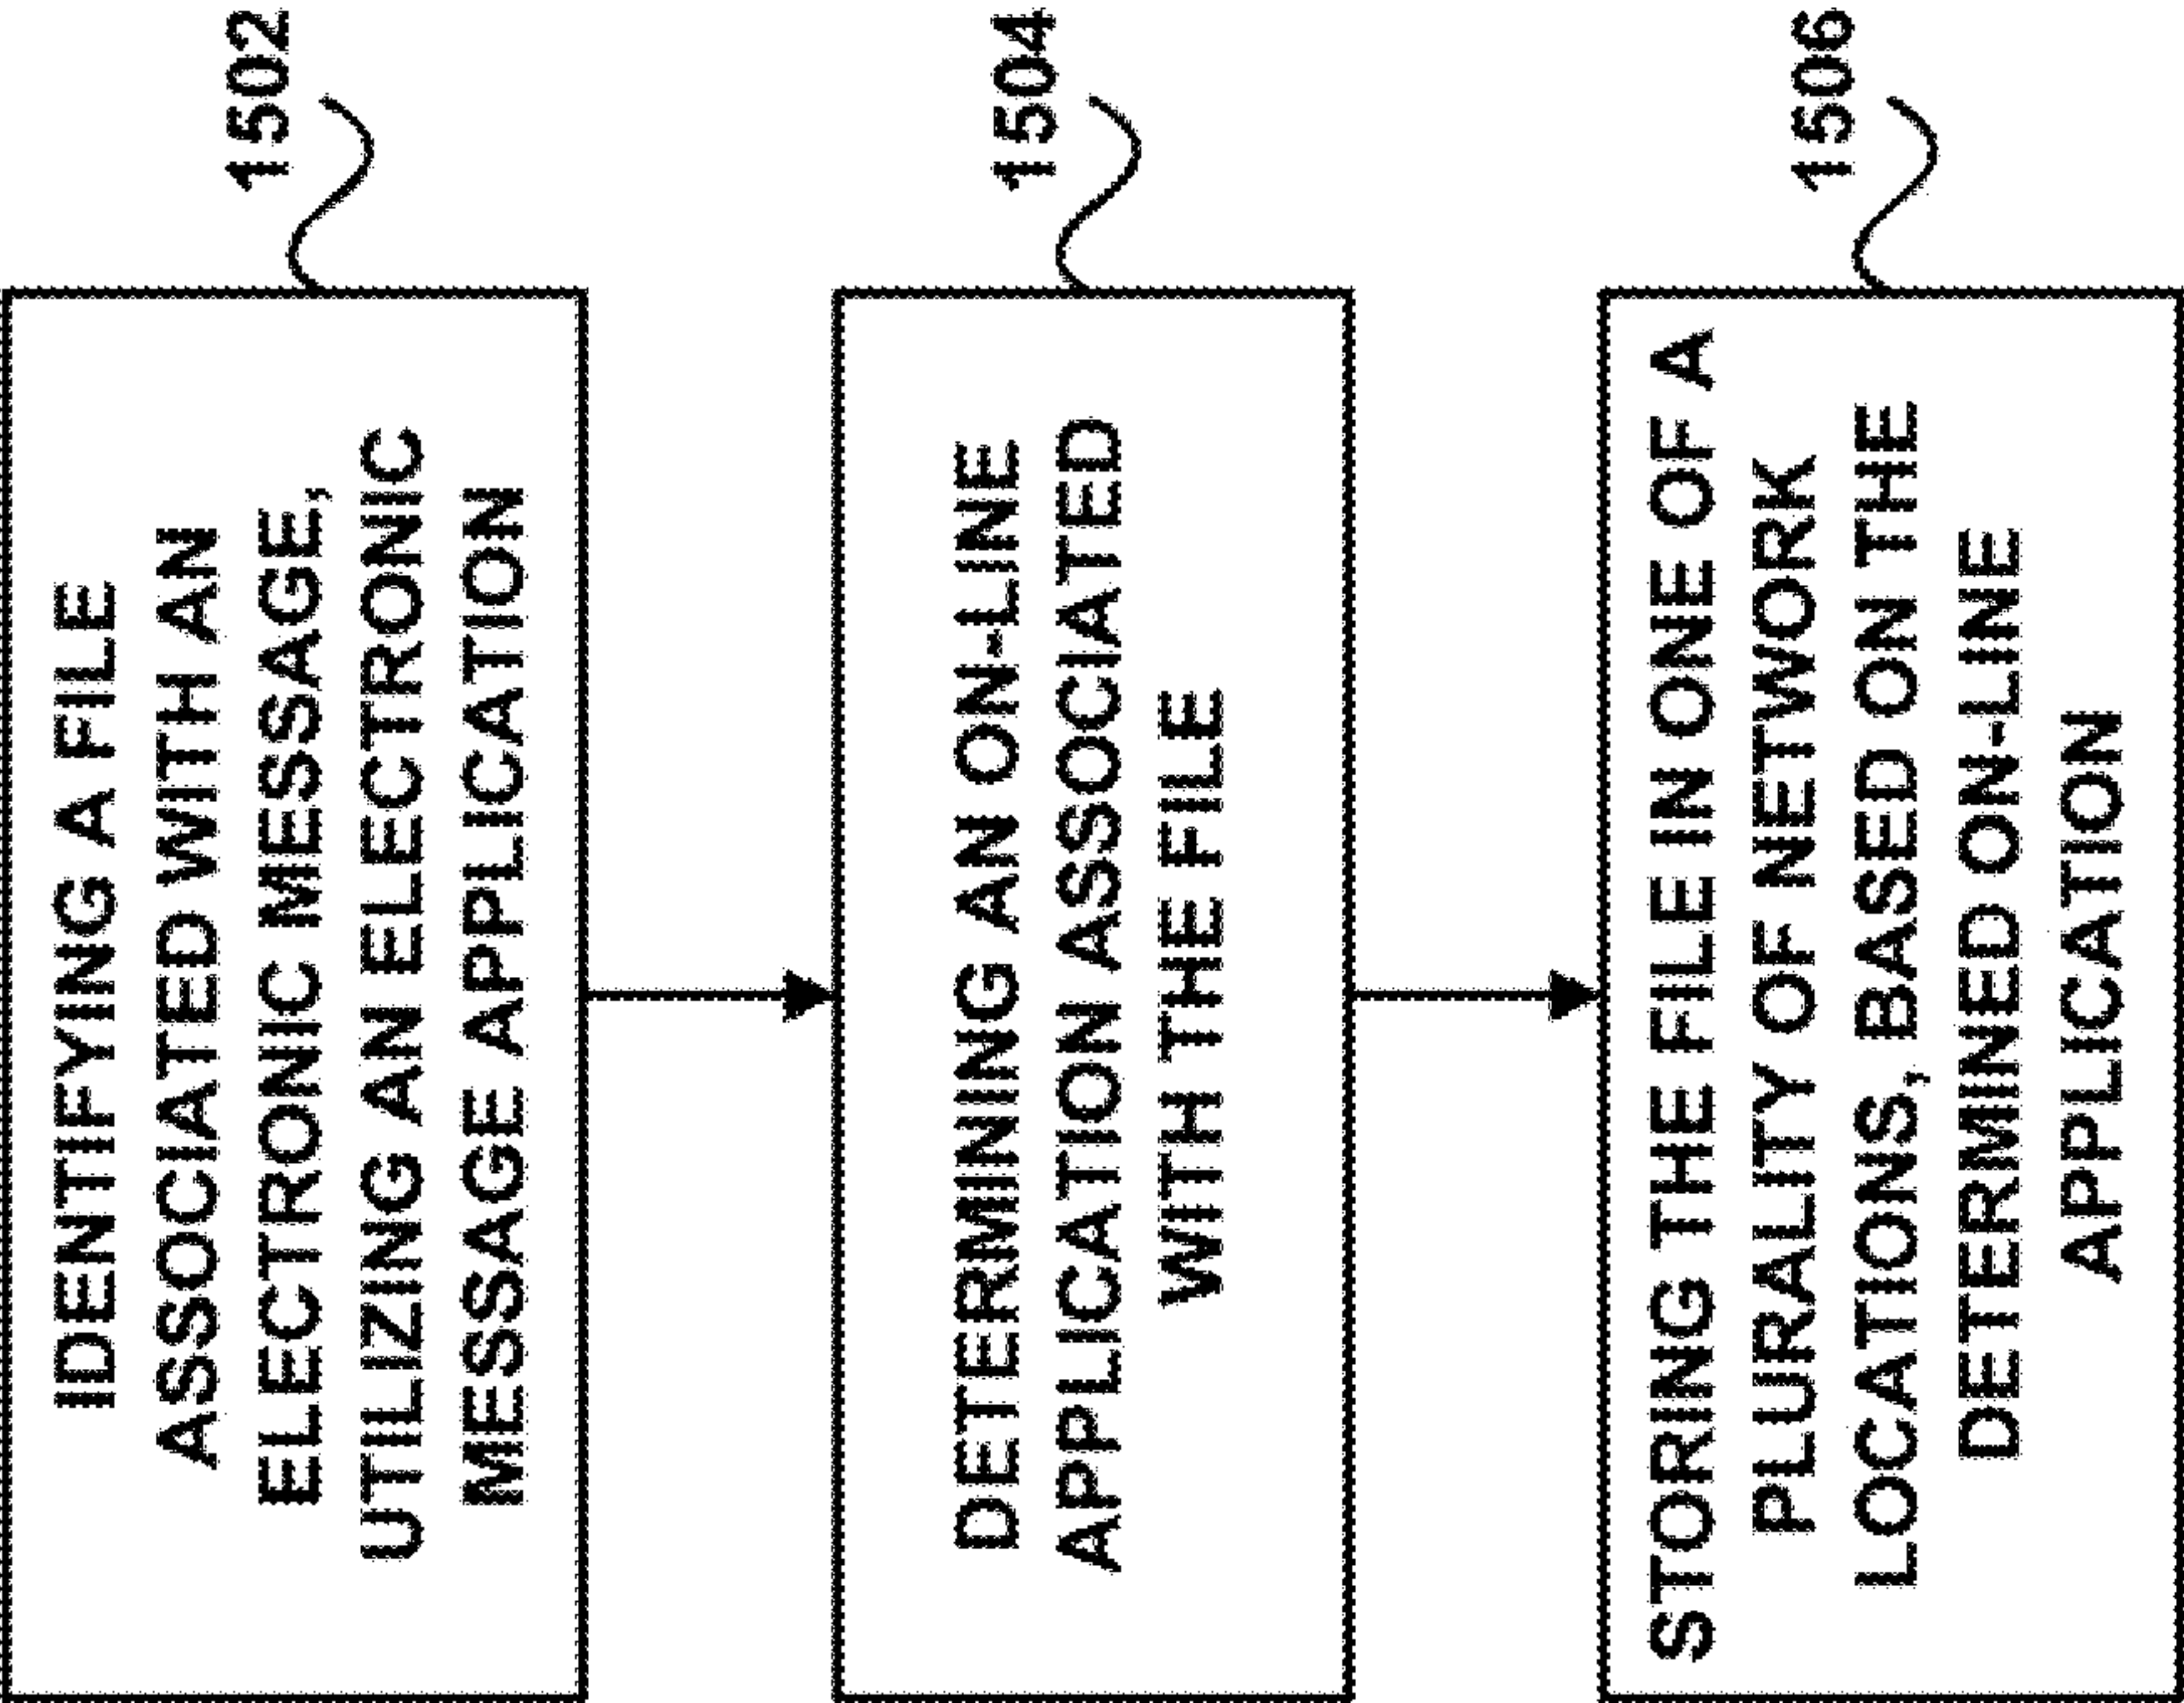 1502
IDENTIFYING A FILE
ASSOCIATED WITH AN
ELECTRONIC MESSAGE,
UTILIZING AN ELECTRONIC
MESSAGE APPLICATION
1504
DETERMINING AN ON-LINE
APPLICATION ASSOCIATED
WITH THE FILE
1506
STORING THE FILE IN ONE OF A
PLURALITY OF NETWORK
LOCATIONS, BASED ON THE
DETERMINED ON-LINE
APPLICATION